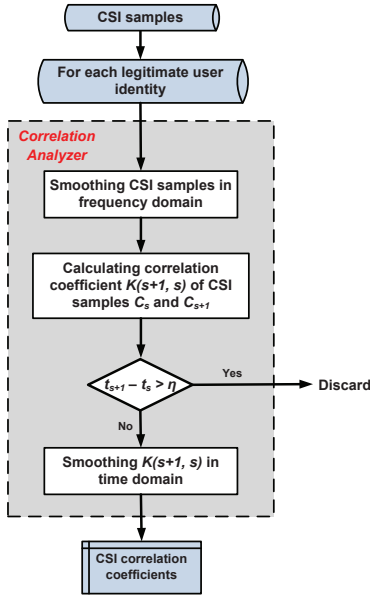 CSI samples
For each legitimate user
identity
Correlation
Analyzer
Smoothing CSI samples in
frequency domain
Calculating correlation
coefficient K(s+1, s) of CSI
samples Cₛ and Cₛ₊₁
tₛ₊₁ – tₛ > η
Yes
Discard
No
Smoothing K(s+1, s) in
time domain
CSI correlation
coefficients